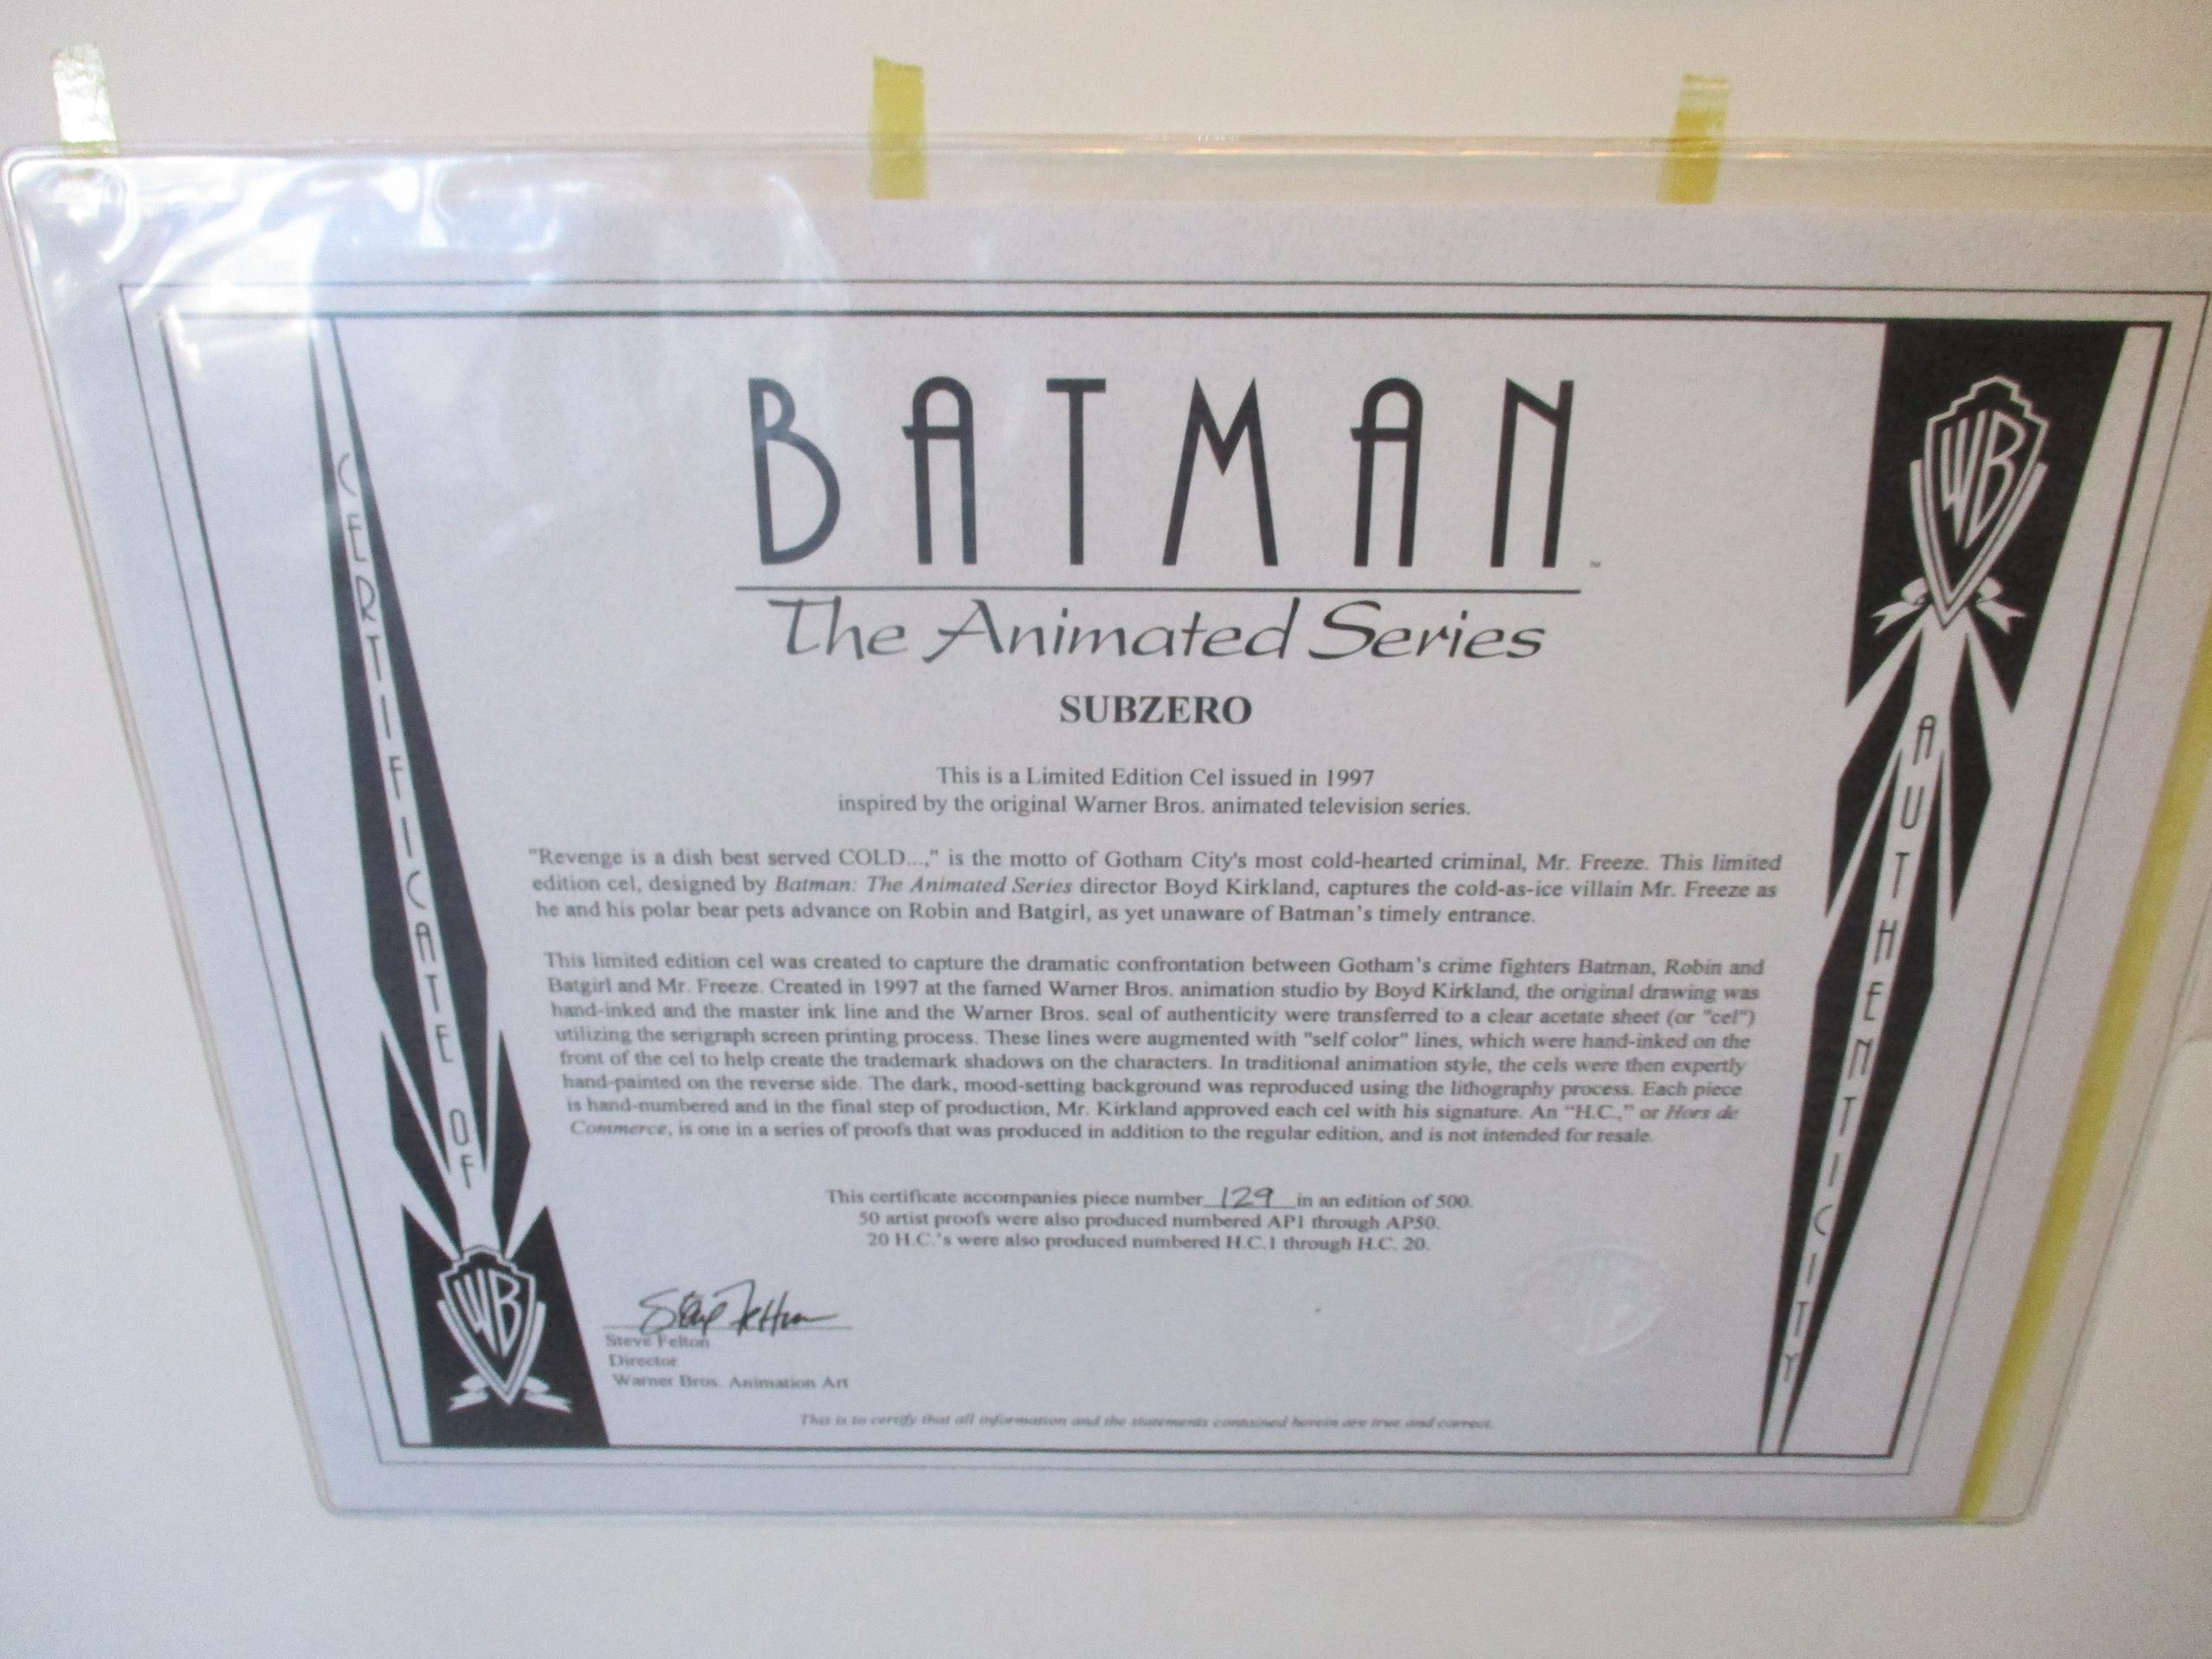 BATMAN™
The Animated Series
SUBZERO
This is a Limited Edition Cel issued in 1997
inspired by the original Warner Bros. animated television series.
"Revenge is a dish best served COLD...," is the motto of Gotham City's most cold-hearted criminal, Mr. Freeze. This limited
edition cel, designed by Batman: The Animated Series director Boyd Kirkland, captures the cold-as-ice villain Mr. Freeze as
he and his polar bear pets advance on Robin and Batgirl, as yet unaware of Batman's timely entrance.
This limited edition cel was created to capture the dramatic confrontation between Gotham's crime fighters Batman, Robin and
Batgirl and Mr. Freeze. Created in 1997 at the famed Warner Bros. animation studio by Boyd Kirkland, the original drawing was
hand-inked and the master ink line and the Warner Bros. seal of authenticity were transferred to a clear acetate sheet (or "cel")
utilizing the serigraph screen printing process. These lines were augmented with "self color" lines, which were hand-inked on the
front of the cel to help create the trademark shadows on the characters. In traditional animation style, the cels were then expertly
hand-painted on the reverse side. The dark, mood-setting background was reproduced using the lithography process. Each piece
is hand-numbered and in the final step of production, Mr. Kirkland approved each cel with his signature. An "H.C.," or Hors de
Commerce, is one in a series of proofs that was produced in addition to the regular edition, and is not intended for resale.
This certificate accompanies piece number 129 in an edition of 500.
50 artist proofs were also produced numbered AP1 through AP50.
20 H.C.'s were also produced numbered H.C.1 through H.C. 20.
Steve Felton
Steve Felton
Director
Warner Bros. Animation Art
This is to certify that all information and the statements contained herein are true and correct.
CERTIFICATE OF
WB
WB
AUTHENTICITY
WB